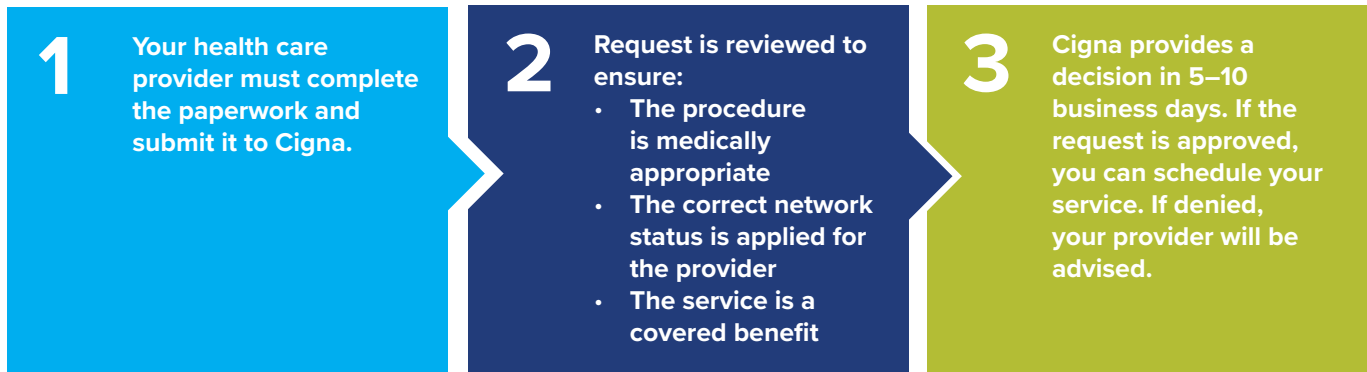 1
Your health care
provider must complete
the paperwork and
submit it to Cigna.
2
Request is reviewed to
ensure:
• The procedure
is medically
appropriate
• The correct network
status is applied for
the provider
• The service is a
covered benefit
3
Cigna provides a
decision in 5–10
business days. If the
request is approved,
you can schedule your
service. If denied,
your provider will be
advised.